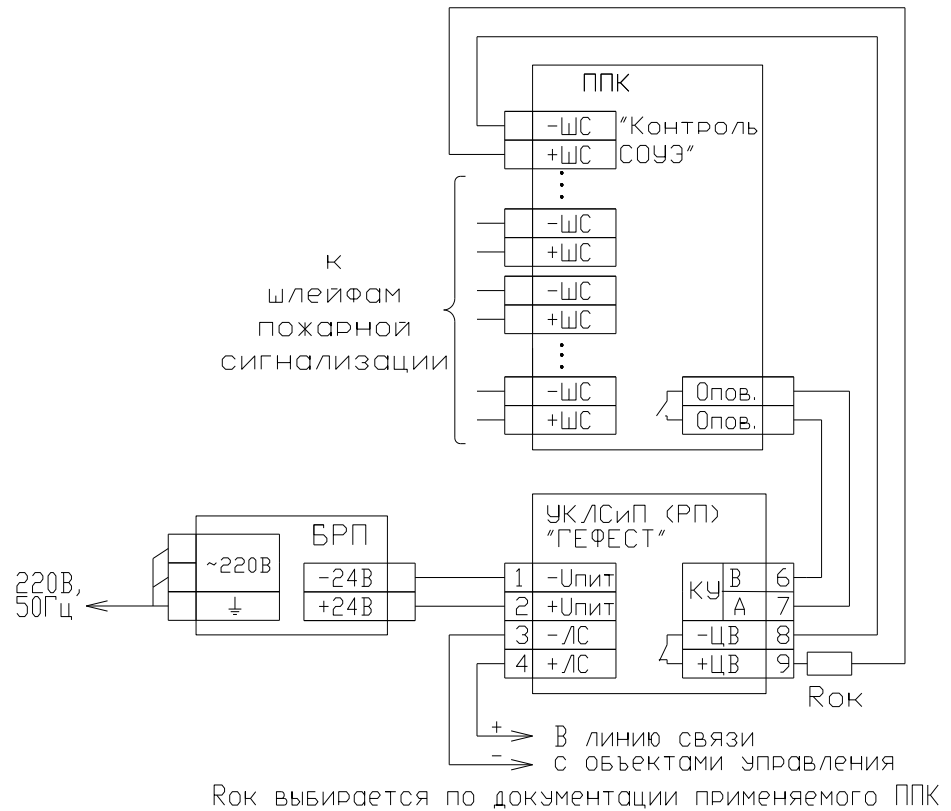 ППК
-ШС
"Контроль
+ШС
СОУЭ"
-ШС
+ШС
-ШС
+ШС
-ШС
+ШС
к
шлейфам
пожарной
сигнализации
Опов.
Опов.
УКЛСиП (РП)
"ГЕФЕСТ"
БРП
~220В
-24В
+24В
220В,
50Гц
1 -Uпит
2 +Uпит
3 -ЛС
4 +ЛС
КУ
В 6
А 7
-ЦВ 8
+ЦВ 9
Rок
+
-
В линию связи
с объектами управления
Rок выбирается по документации применяемого ППК